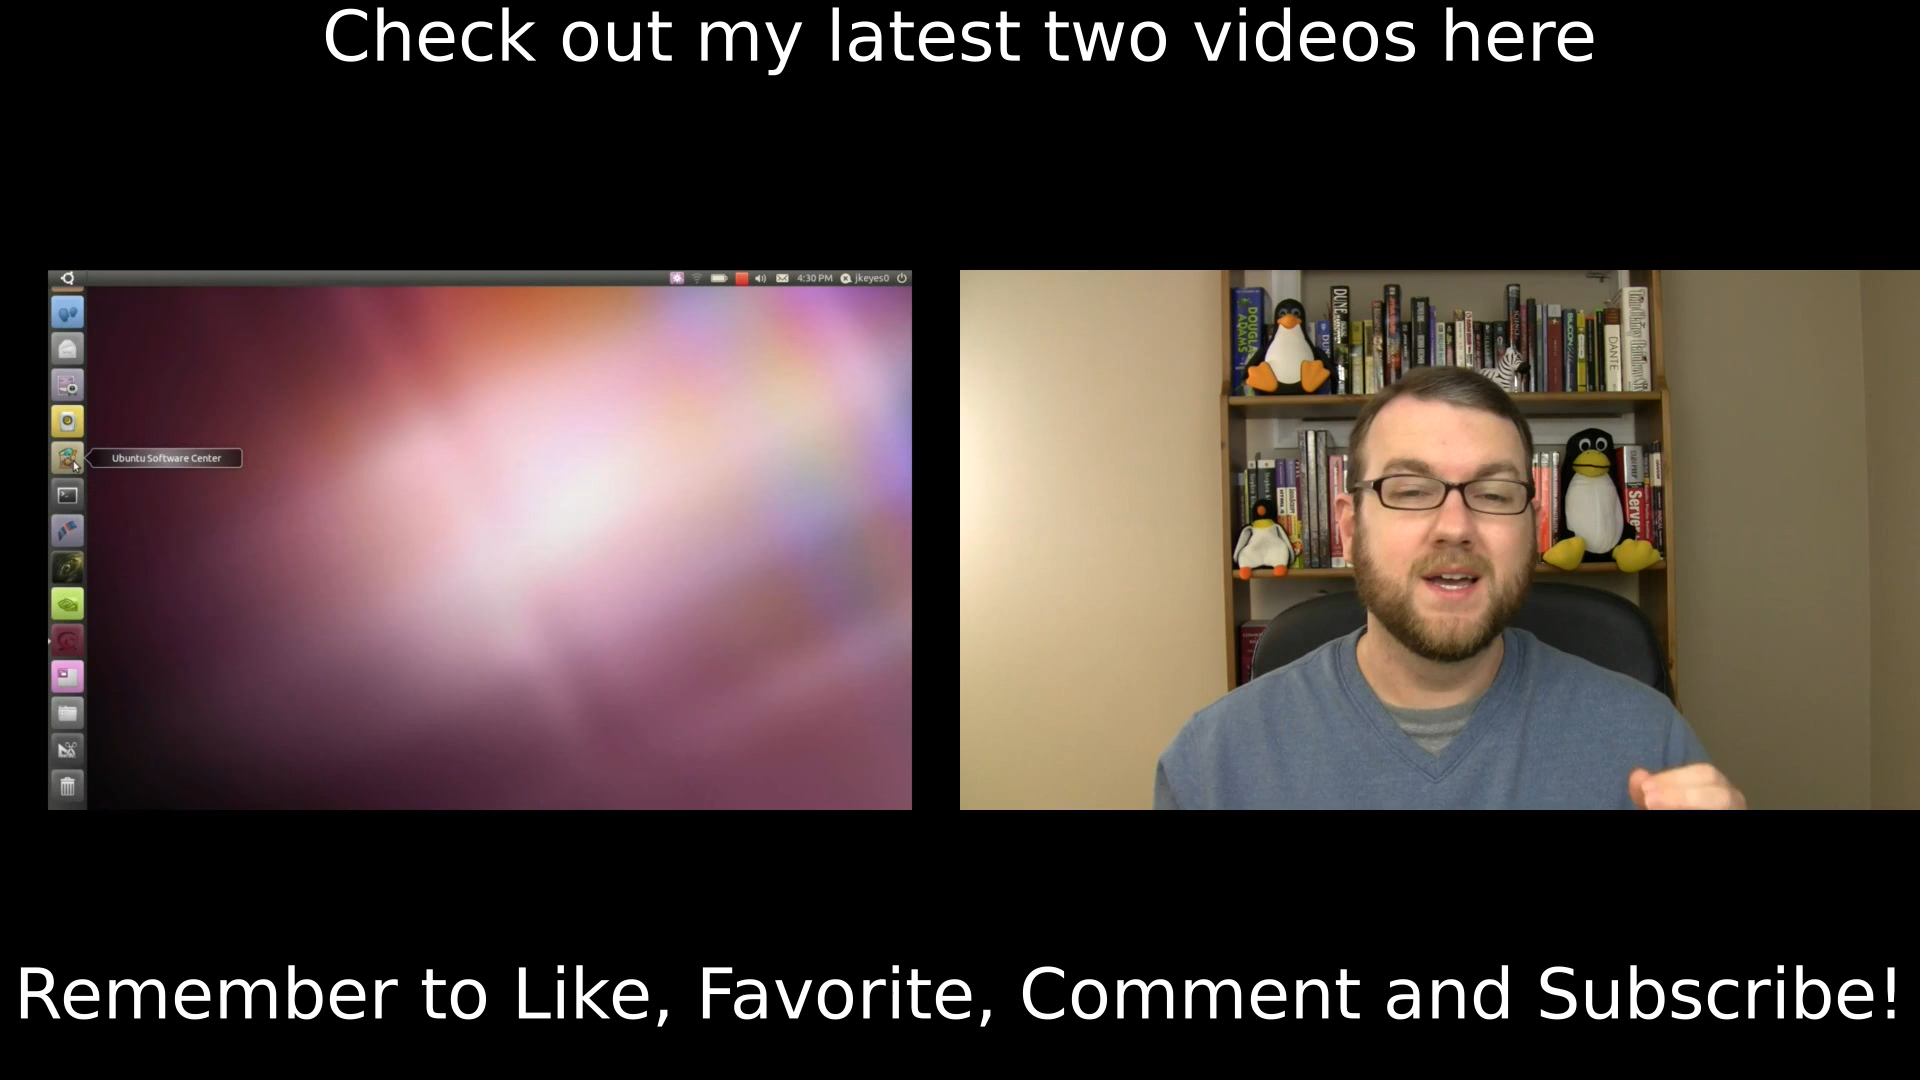 Check out my latest two videos here
4:30 PM jkeyes0
Ubuntu Software Center
DOUGLAS
ADAMS
DUNE
DANTE
Server
Remember to Like, Favorite, Comment and Subscribe!